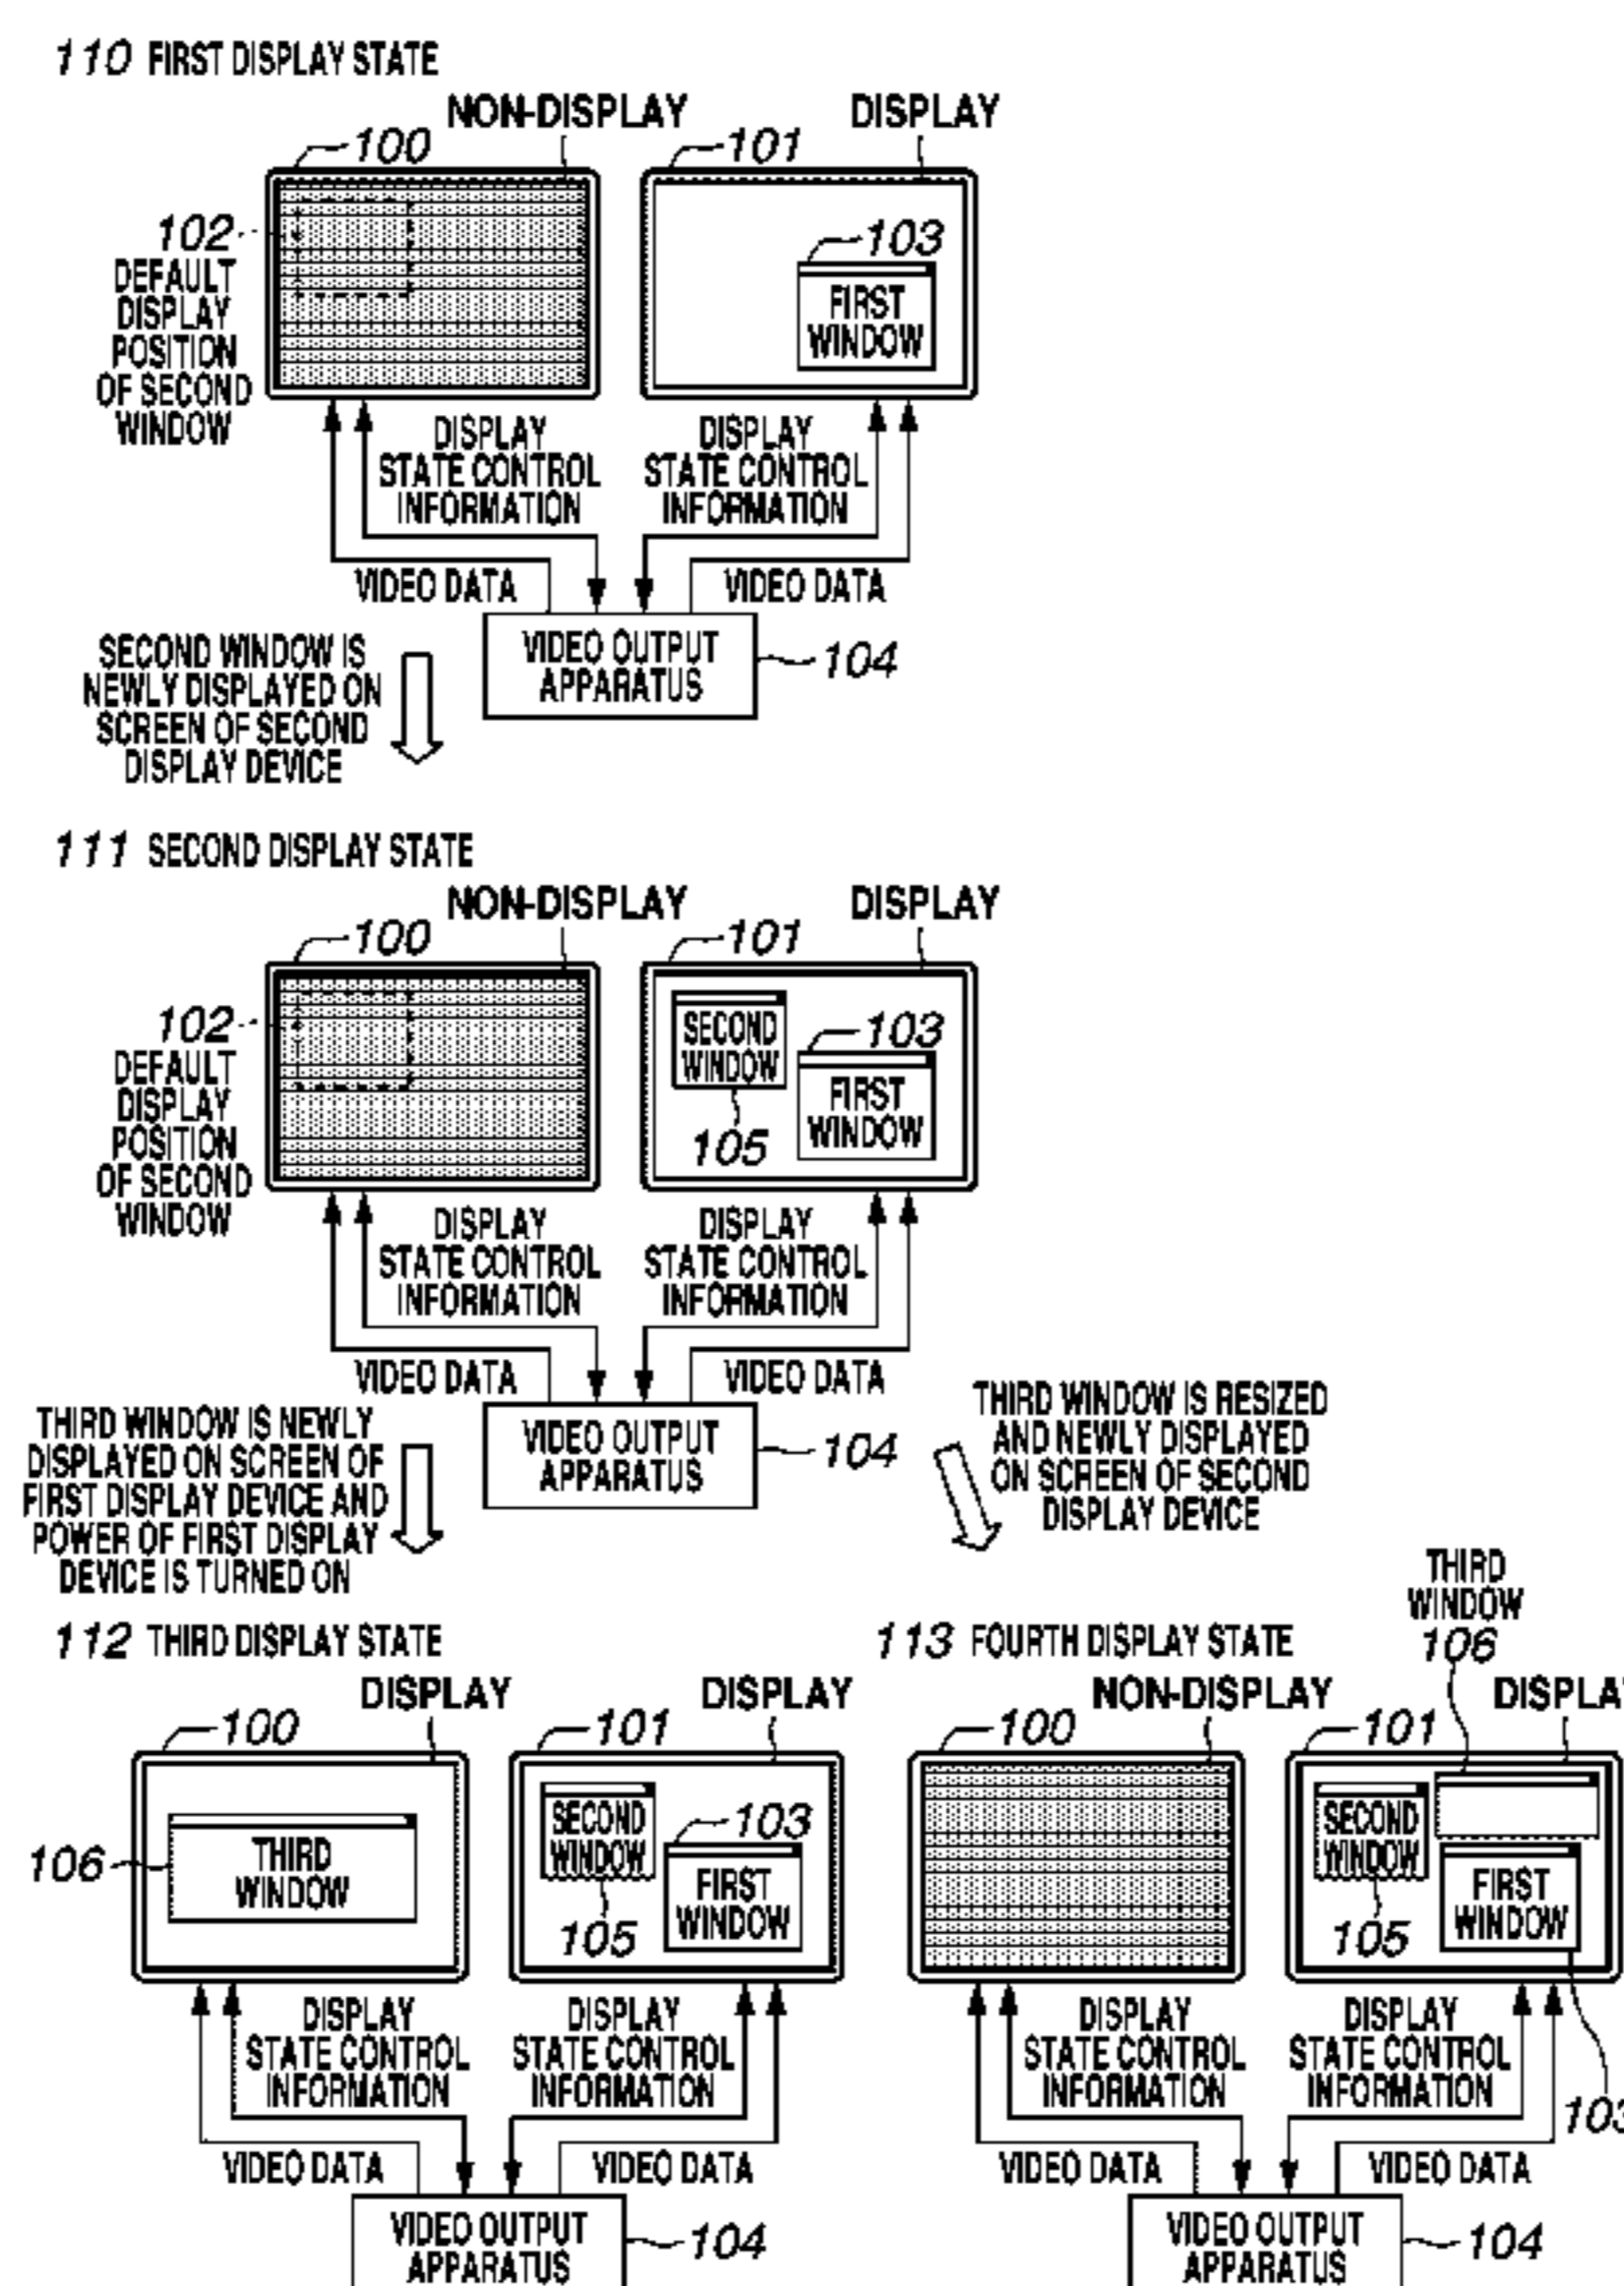 110 FIRST DISPLAY STATE
NON-DISPLAY
DISPLAY
100
101
102
DEFAULT
DISPLAY
POSITION
OF SECOND
WINDOW
103
FIRST
WINDOW
DISPLAY
STATE CONTROL
INFORMATION
DISPLAY
STATE CONTROL
INFORMATION
VIDEO DATA
VIDEO DATA
VIDEO OUTPUT
APPARATUS
104
SECOND WINDOW IS
NEWLY DISPLAYED ON
SCREEN OF SECOND
DISPLAY DEVICE
111 SECOND DISPLAY STATE
NON-DISPLAY
DISPLAY
100
101
102
DEFAULT
DISPLAY
POSITION
OF SECOND
WINDOW
SECOND
WINDOW
105
103
FIRST
WINDOW
DISPLAY
STATE CONTROL
INFORMATION
DISPLAY
STATE CONTROL
INFORMATION
VIDEO DATA
VIDEO DATA
VIDEO OUTPUT
APPARATUS
104
THIRD WINDOW IS NEWLY
DISPLAYED ON SCREEN OF
FIRST DISPLAY DEVICE AND
POWER OF FIRST DISPLAY
DEVICE IS TURNED ON
THIRD WINDOW IS RESIZED
AND NEWLY DISPLAYED
ON SCREEN OF SECOND
DISPLAY DEVICE
112 THIRD DISPLAY STATE
DISPLAY
DISPLAY
100
101
106
THIRD
WINDOW
SECOND
WINDOW
105
103
FIRST
WINDOW
DISPLAY
STATE CONTROL
INFORMATION
DISPLAY
STATE CONTROL
INFORMATION
VIDEO DATA
VIDEO DATA
VIDEO OUTPUT
APPARATUS
104
113 FOURTH DISPLAY STATE
THIRD
WINDOW
106
NON-DISPLAY
DISPLA
100
101
SECOND
WINDOW
105
FIRST
WINDOW
103
DISPLAY
STATE CONTROL
INFORMATION
DISPLAY
STATE CONTROL
INFORMATION
VIDEO DATA
VIDEO DATA
VIDEO OUTPUT
APPARATUS
104